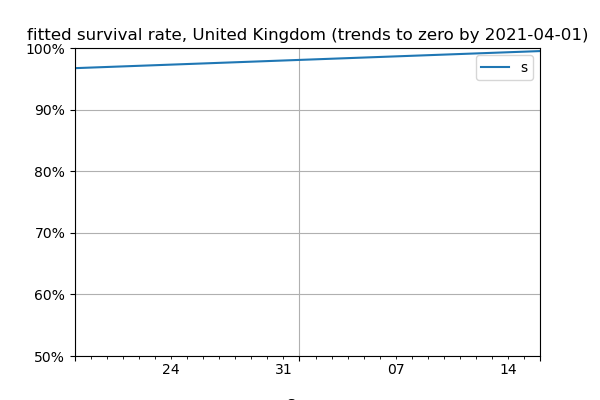 fitted survival rate, United Kingdom (trends to zero by 2021-04-01)
100%
s
90%
80%
70%
60%
50%
24 31 07 14